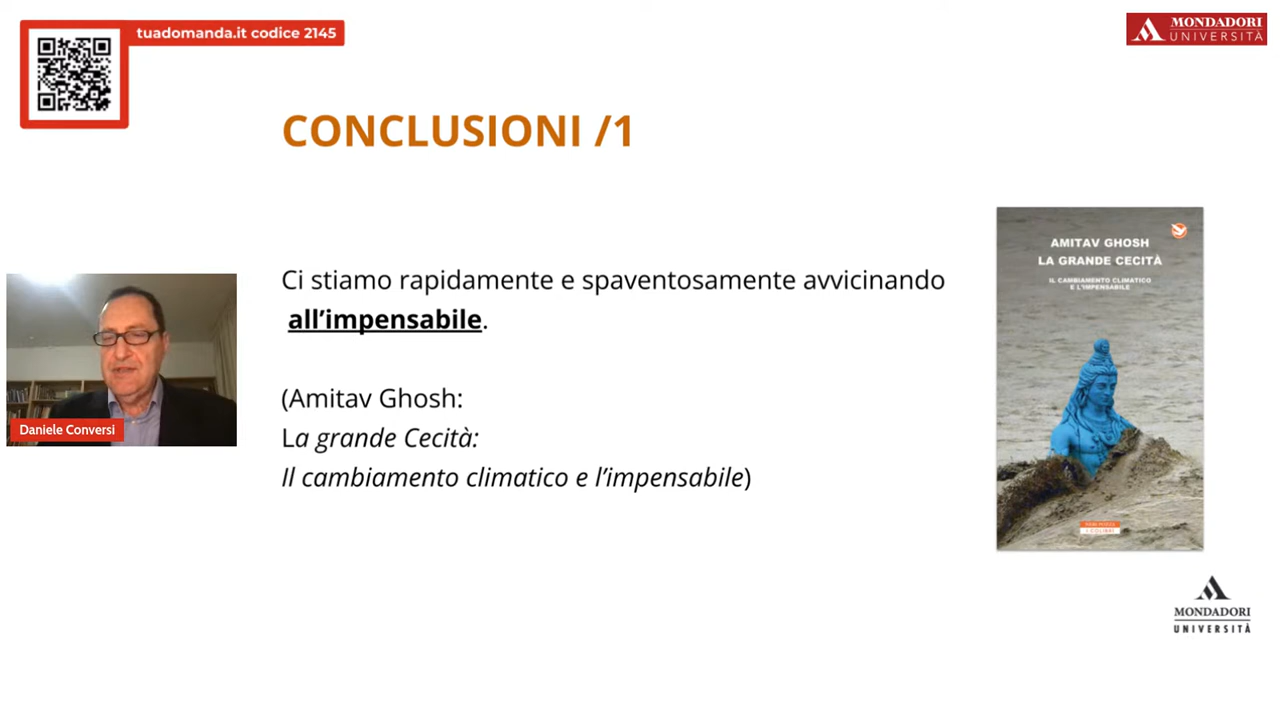 tuadomanda.it codice 2145
MONDADORI
UNIVERSITÀ
CONCLUSIONI /1
Ci stiamo rapidamente e spaventosamente avvicinando
all’impensabile.
(Amitav Ghosh:
La grande Cecità:
Il cambiamento climatico e l’impensabile)
Daniele Conversi
AMITAV GHOSH
LA GRANDE CECITÀ
IL CAMBIAMENTO CLIMATICO
E L'IMPENSABILE
I COLIBRÌ
MONDADORI
UNIVERSITÀ